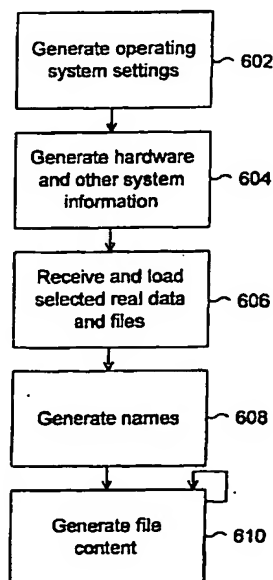 Generate operating
system settings
602
Generate hardware
and other system
information
604
Receive and load
selected real data
and files
606
Generate names
608
Generate file
content
610